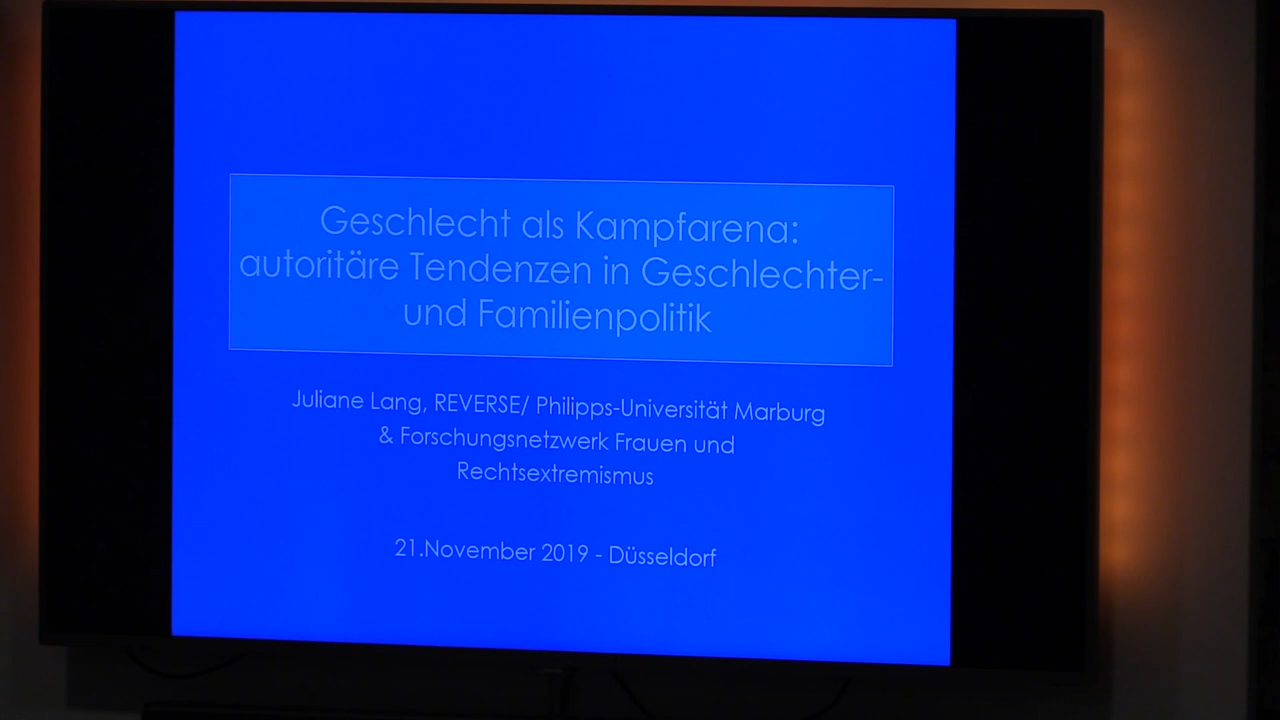 Geschlecht als Kampfarena:
autoritäre Tendenzen in Geschlechter-
und Familienpolitik
Juliane Lang, REVERSE/ Philipps-Universität Marburg
& Forschungsnetzwerk Frauen und
Rechtsextremismus
21.November 2019 - Düsseldorf